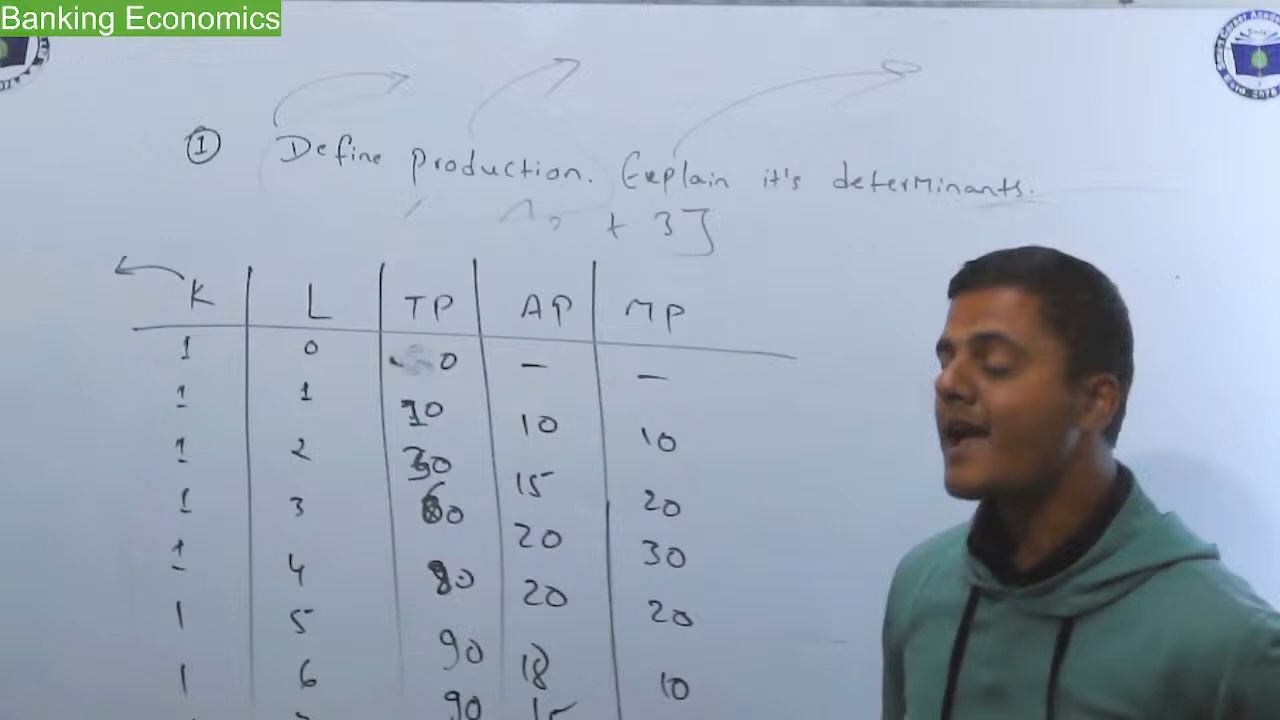 Banking Economics
① Define production. Explain it's determinants.
+ 3]
K L TP AP MP
1 0 0 – –
1 1 10 10 10
1 2 30 15 20
1 3 60 20 30
1 4 80 20 20
1 5 90 18 10
1 6 90 15